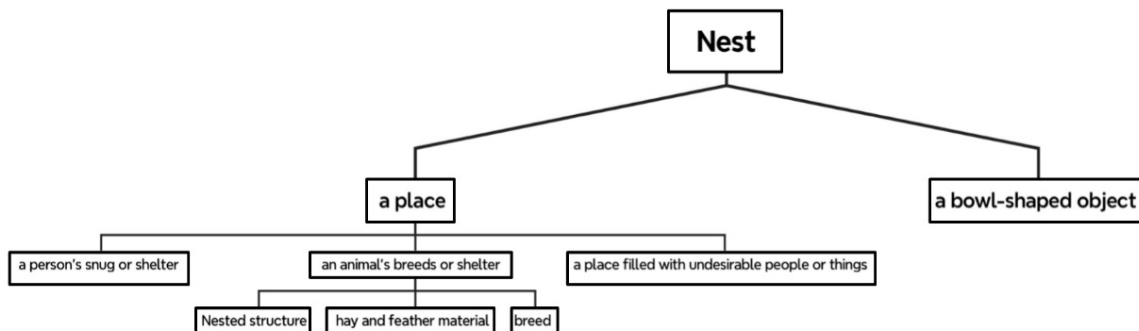 Nest
a place
a bowl-shaped object
a person's snug or shelter
an animal's breeds or shelter
a place filled with undesirable people or things
Nested structure
hay and feather material
breed